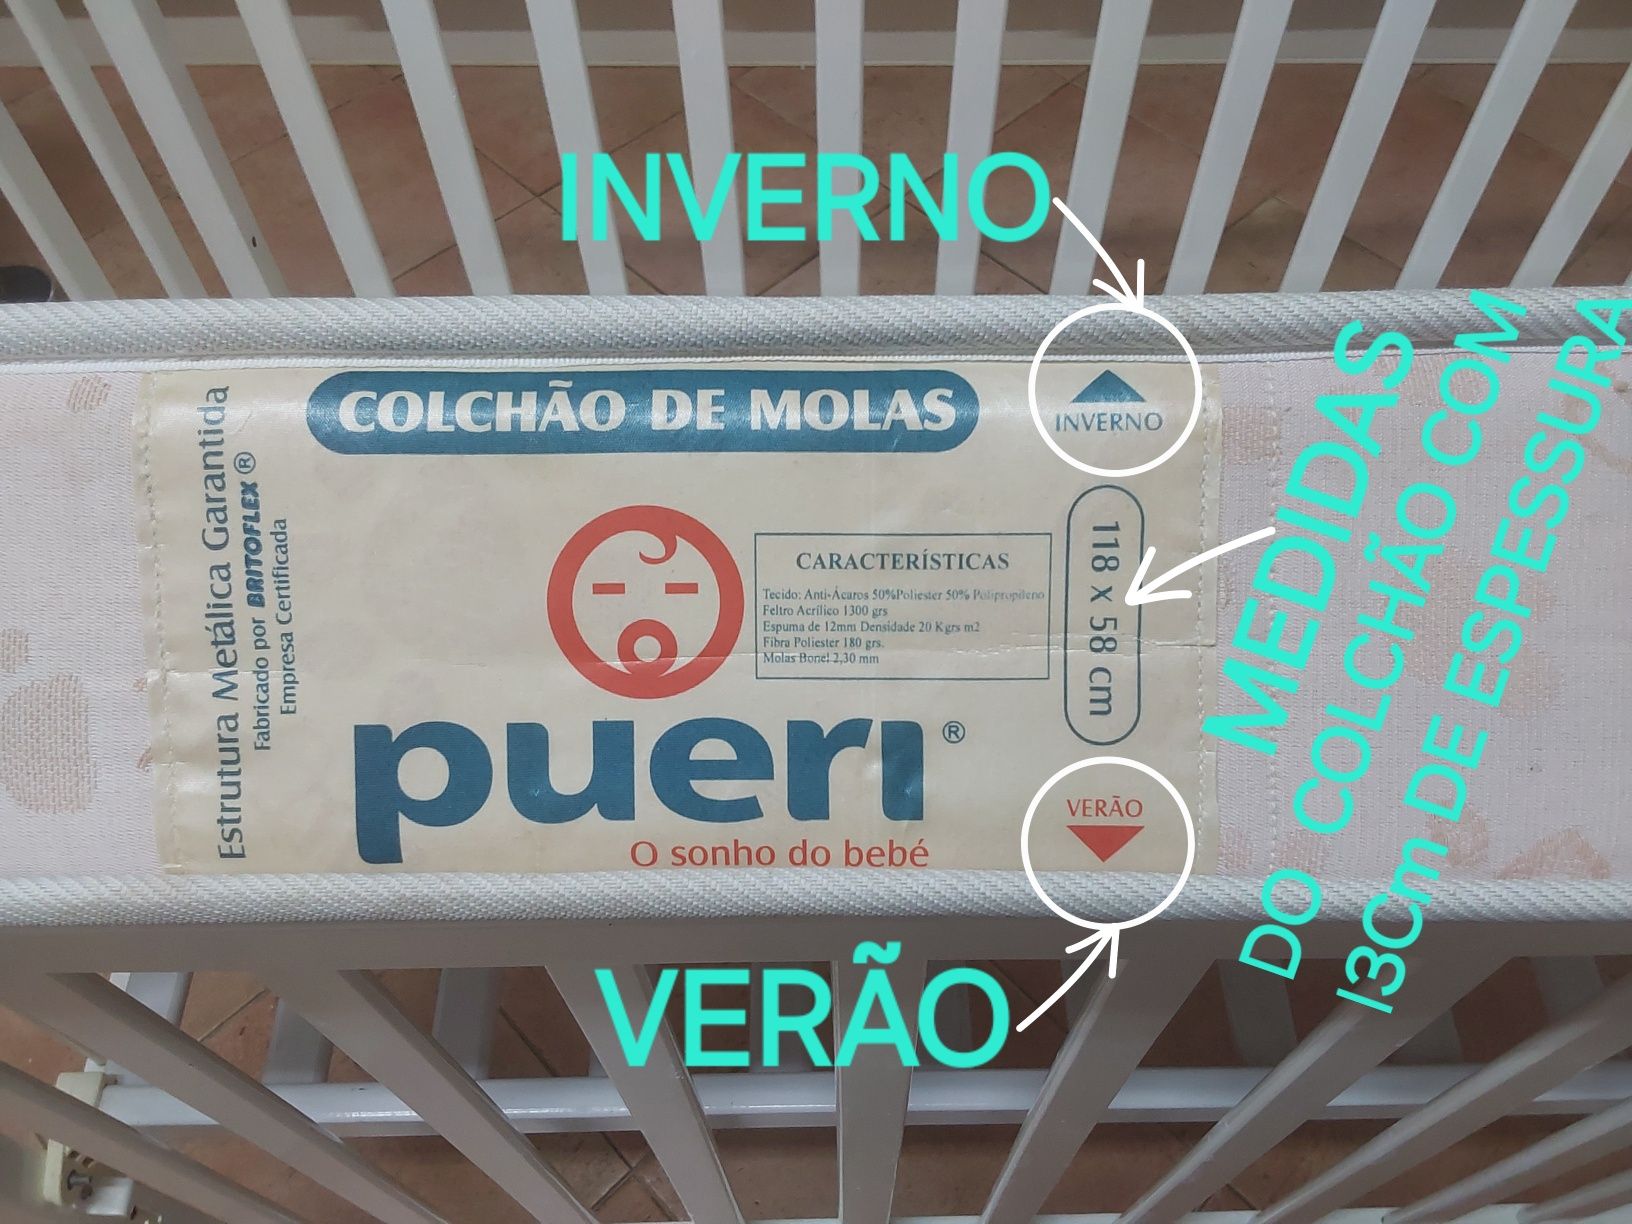 INVERNO
COLCHÃO DE MOLAS
INVERNO
Estrutura Metálica Garantida
Fabricado por BRITOFLEX ®
Empresa Certificada
CARACTERÍSTICAS
Tecido: Anti-Ácaros 50%Poliester 50% Polipropileno
Feltro Acrílico 1300 grs
Espuma de 12mm Densidade 20 Kgrs m2
Fibra Poliester 180 grs.
Molas Bonel 2,30 mm
118 x 58 cm
MEDIDAS
DO COLCHÃO COM
13Cm DE ESPESSURA
pueri ®
O sonho do bebé
VERÃO
VERÃO